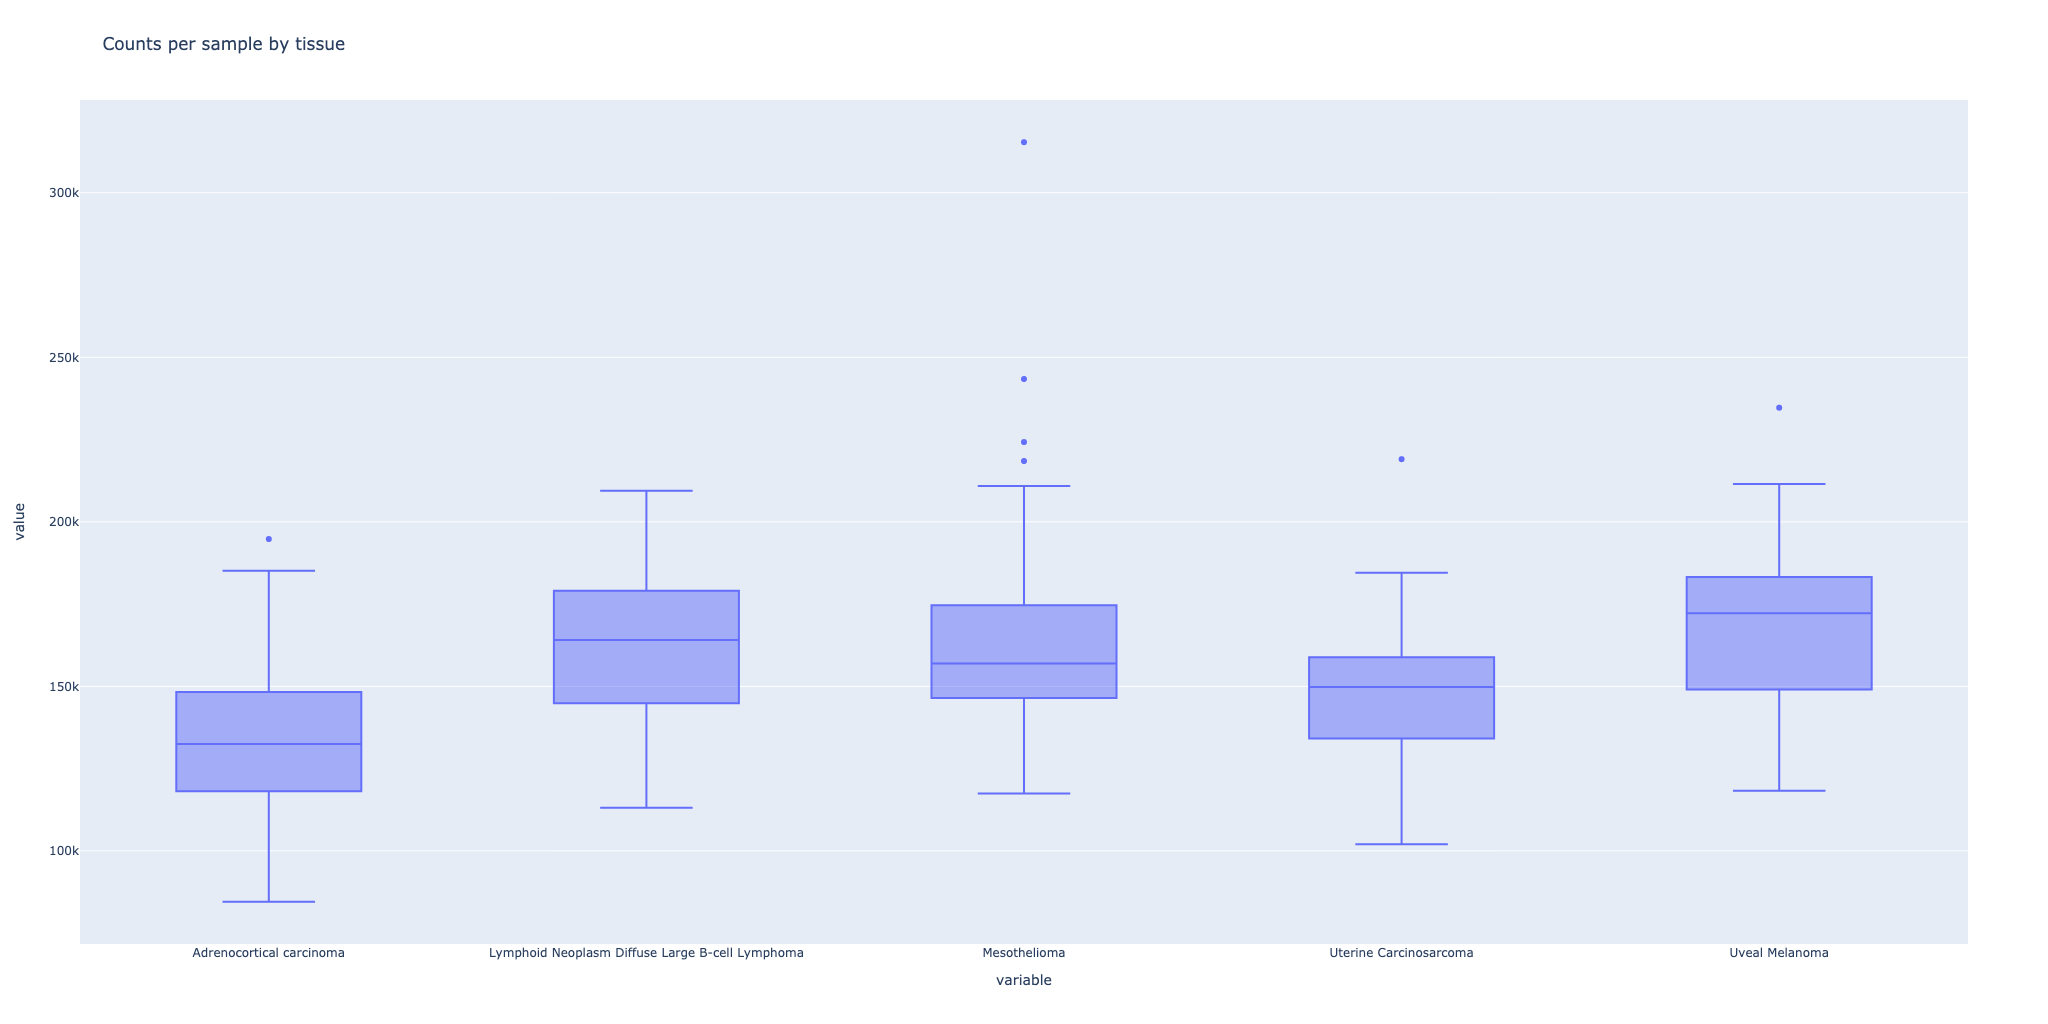 Counts per sample by tissue
300k
250k
200k
150k
100k
value
Adrenocortical carcinoma
Lymphoid Neoplasm Diffuse Large B-cell Lymphoma
Mesothelioma
Uterine Carcinosarcoma
Uveal Melanoma
variable